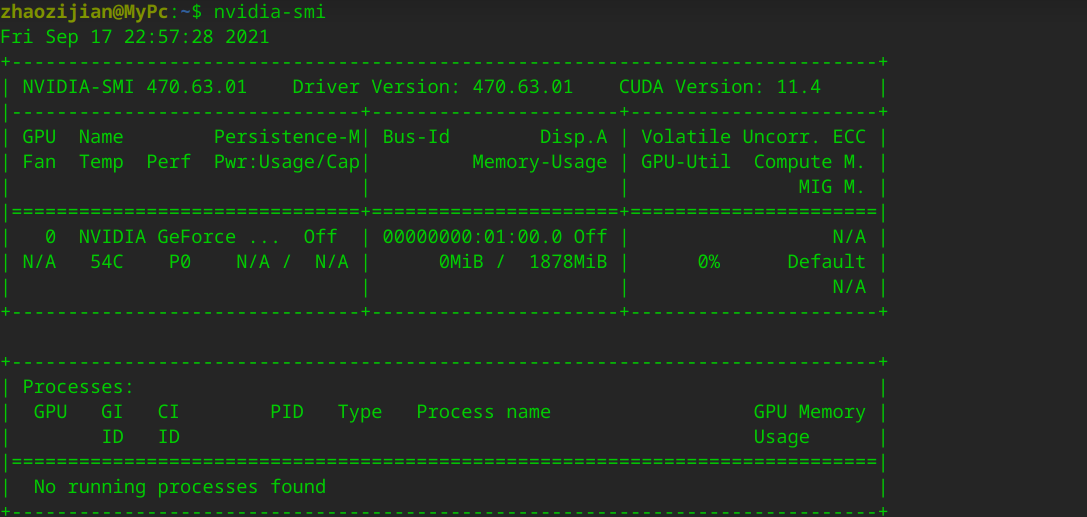 zhaozijian@MyPc:~$ nvidia-smi
Fri Sep 17 22:57:28 2021
+-----------------------------------------------------------------------------+
| NVIDIA-SMI 470.63.01    Driver Version: 470.63.01    CUDA Version: 11.4     |
|-------------------------------+----------------------+----------------------+
| GPU  Name        Persistence-M| Bus-Id        Disp.A | Volatile Uncorr. ECC |
| Fan  Temp  Perf  Pwr:Usage/Cap|         Memory-Usage | GPU-Util  Compute M. |
|                               |                      |               MIG M. |
|===============================+======================+======================|
|   0  NVIDIA GeForce ...  Off  | 00000000:01:00.0 Off |                  N/A |
| N/A   54C    P0    N/A /  N/A |      0MiB /  1878MiB |      0%      Default |
|                               |                      |                  N/A |
+-------------------------------+----------------------+----------------------+

+-----------------------------------------------------------------------------+
| Processes:                                                                  |
|  GPU   GI   CI        PID   Type   Process name                  GPU Memory |
|        ID   ID                                                   Usage      |
|=============================================================================|
|  No running processes found                                                 |
+-----------------------------------------------------------------------------+